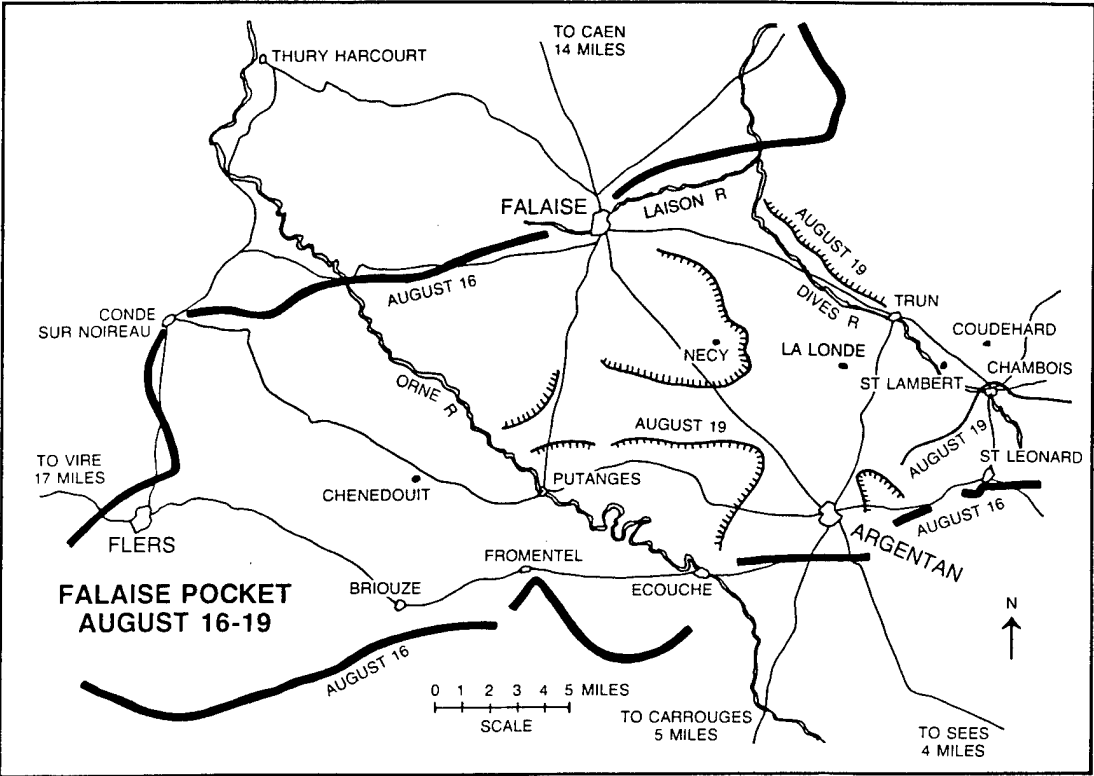 TO CAEN
14 MILES
THURY HARCOURT
FALAISE
LAISON R
AUGUST 19
AUGUST 16
DIVES R
TRUN
CONDE
SUR NOIREAU
COUDEHARD
NECY
LA LONDE
ST LAMBERT
CHAMBOIS
ORNE R
AUGUST 19
AUGUST 19
ST LEONARD
TO VIRE
17 MILES
CHENEDOUIT
PUTANGES
AUGUST 16
FLERS
ARGENTAN
FROMENTEL
BRIOUZE
ECOUCHE
FALAISE POCKET
AUGUST 16-19
N
AUGUST 16
0 1 2 3 4 5 MILES
SCALE
TO CARROUGES
5 MILES
TO SEES
4 MILES